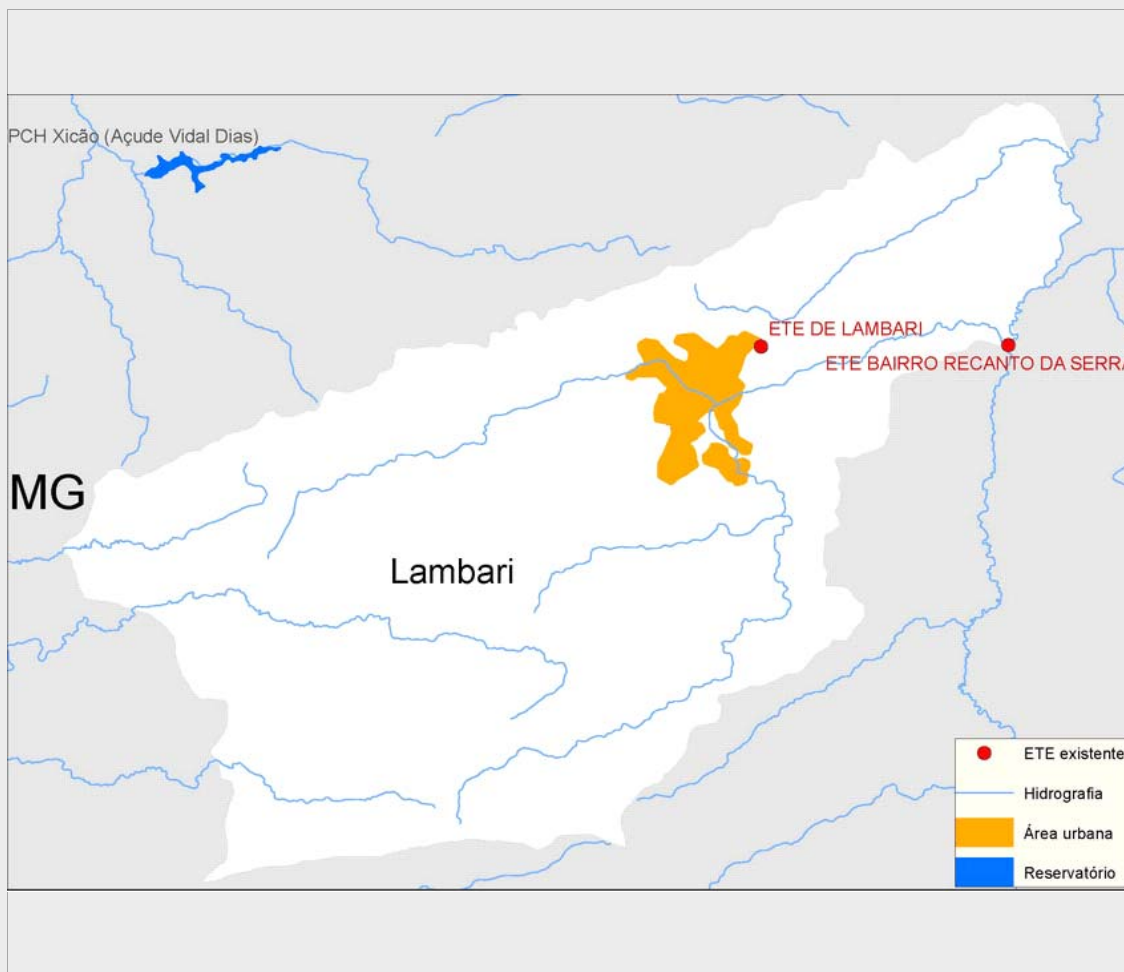 PCH Xicão (Açude Vidal Dias)
ETE DE LAMBARI
ETE BAIRRO RECANTO DA SERRA
MG
Lambari
ETE existente
Hidrografia
Área urbana
Reservatório